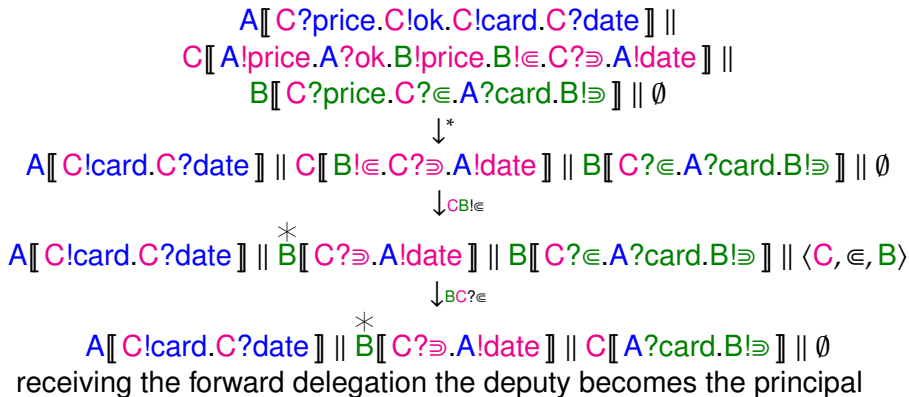 A⟦ C?price.C!ok.C!card.C?date ⟧ ∥
C⟦ A!price.A?ok.B!price.B!⋐.C?⋑.A!date ⟧ ∥
B⟦ C?price.C?⋐.A?card.B!⋑ ⟧ ∥ ∅
↓*
A⟦ C!card.C?date ⟧ ∥ C⟦ B!⋐.C?⋑.A!date ⟧ ∥ B⟦ C?⋐.A?card.B!⋑ ⟧ ∥ ∅
↓CB!⋐
A⟦ C!card.C?date ⟧ ∥ B̽⟦ C?⋑.A!date ⟧ ∥ B⟦ C?⋐.A?card.B!⋑ ⟧ ∥ ⟨C, ⋐, B⟩
↓BC?⋐
A⟦ C!card.C?date ⟧ ∥ B̽⟦ C?⋑.A!date ⟧ ∥ C⟦ A?card.B!⋑ ⟧ ∥ ∅
receiving the forward delegation the deputy becomes the principal